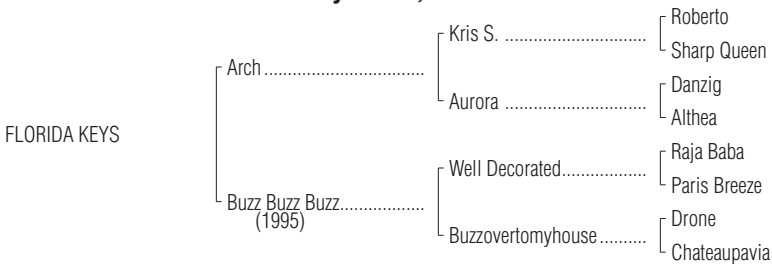 Roberto
Kris S. ..............................
Sharp Queen
Arch ..................................
Danzig
Aurora ..............................
Althea
FLORIDA KEYS
Raja Baba
Well Decorated..................
Paris Breeze
Buzz Buzz Buzz..................
(1995)
Drone
Buzzovertomyhouse ..........
Chateaupavia